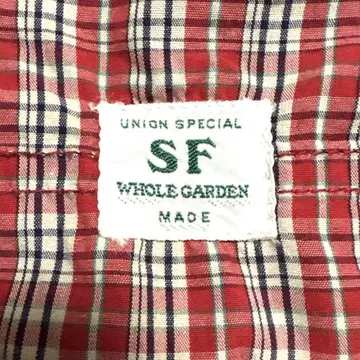 UNION SPECIAL
SF
WHOLE GARDEN
MADE